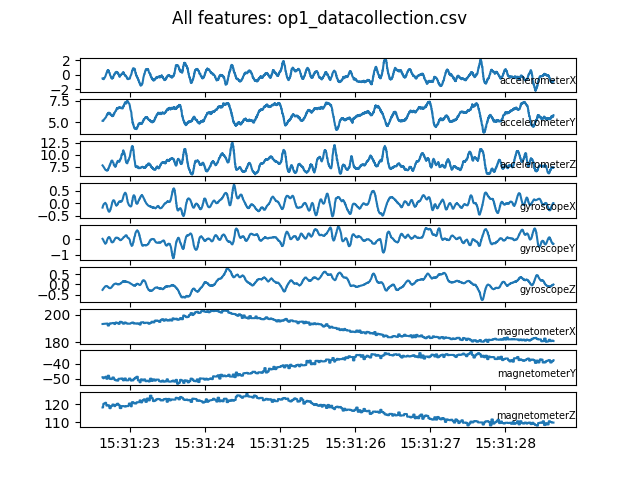 All features: op1_datacollection.csv
2
0
−2
accelerometerX
7.5
5.0
accelerometerY
12.5
10.0
7.5
accelerometerZ
0.5
0.0
−0.5
gyroscopeX
0
−1
gyroscopeY
0.5
0.0
−0.5
gyroscopeZ
200
180
magnetometerX
−40
−50
magnetometerY
120
110
magnetometerZ
15:31:23 15:31:24 15:31:25 15:31:26 15:31:27 15:31:28